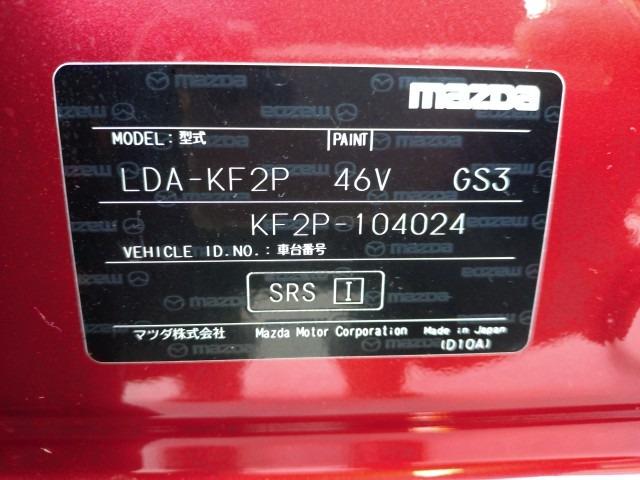 mazda
MODEL: 型式 PAINT
LDA-KF2P 46V GS3
KF2P-104024
VEHICLE ID.NO.: 車台番号
SRS I
マツダ株式会社 Mazda Motor Corporation Made in Japan
(D10A)